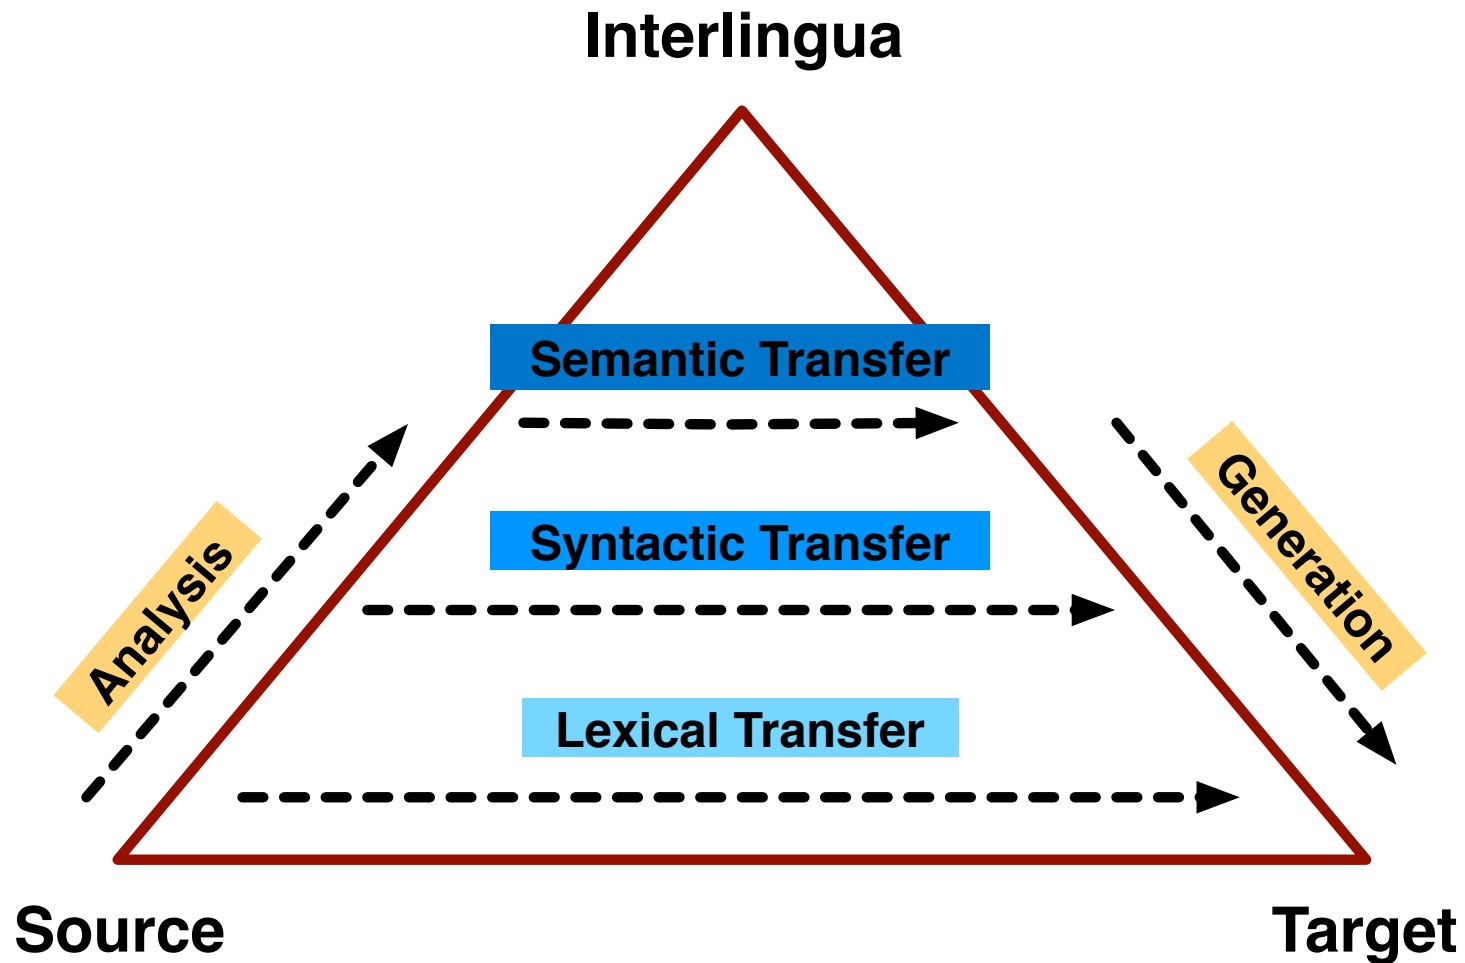 Interlingua
Semantic Transfer
Analysis
Syntactic Transfer
Generation
Lexical Transfer
Source
Target